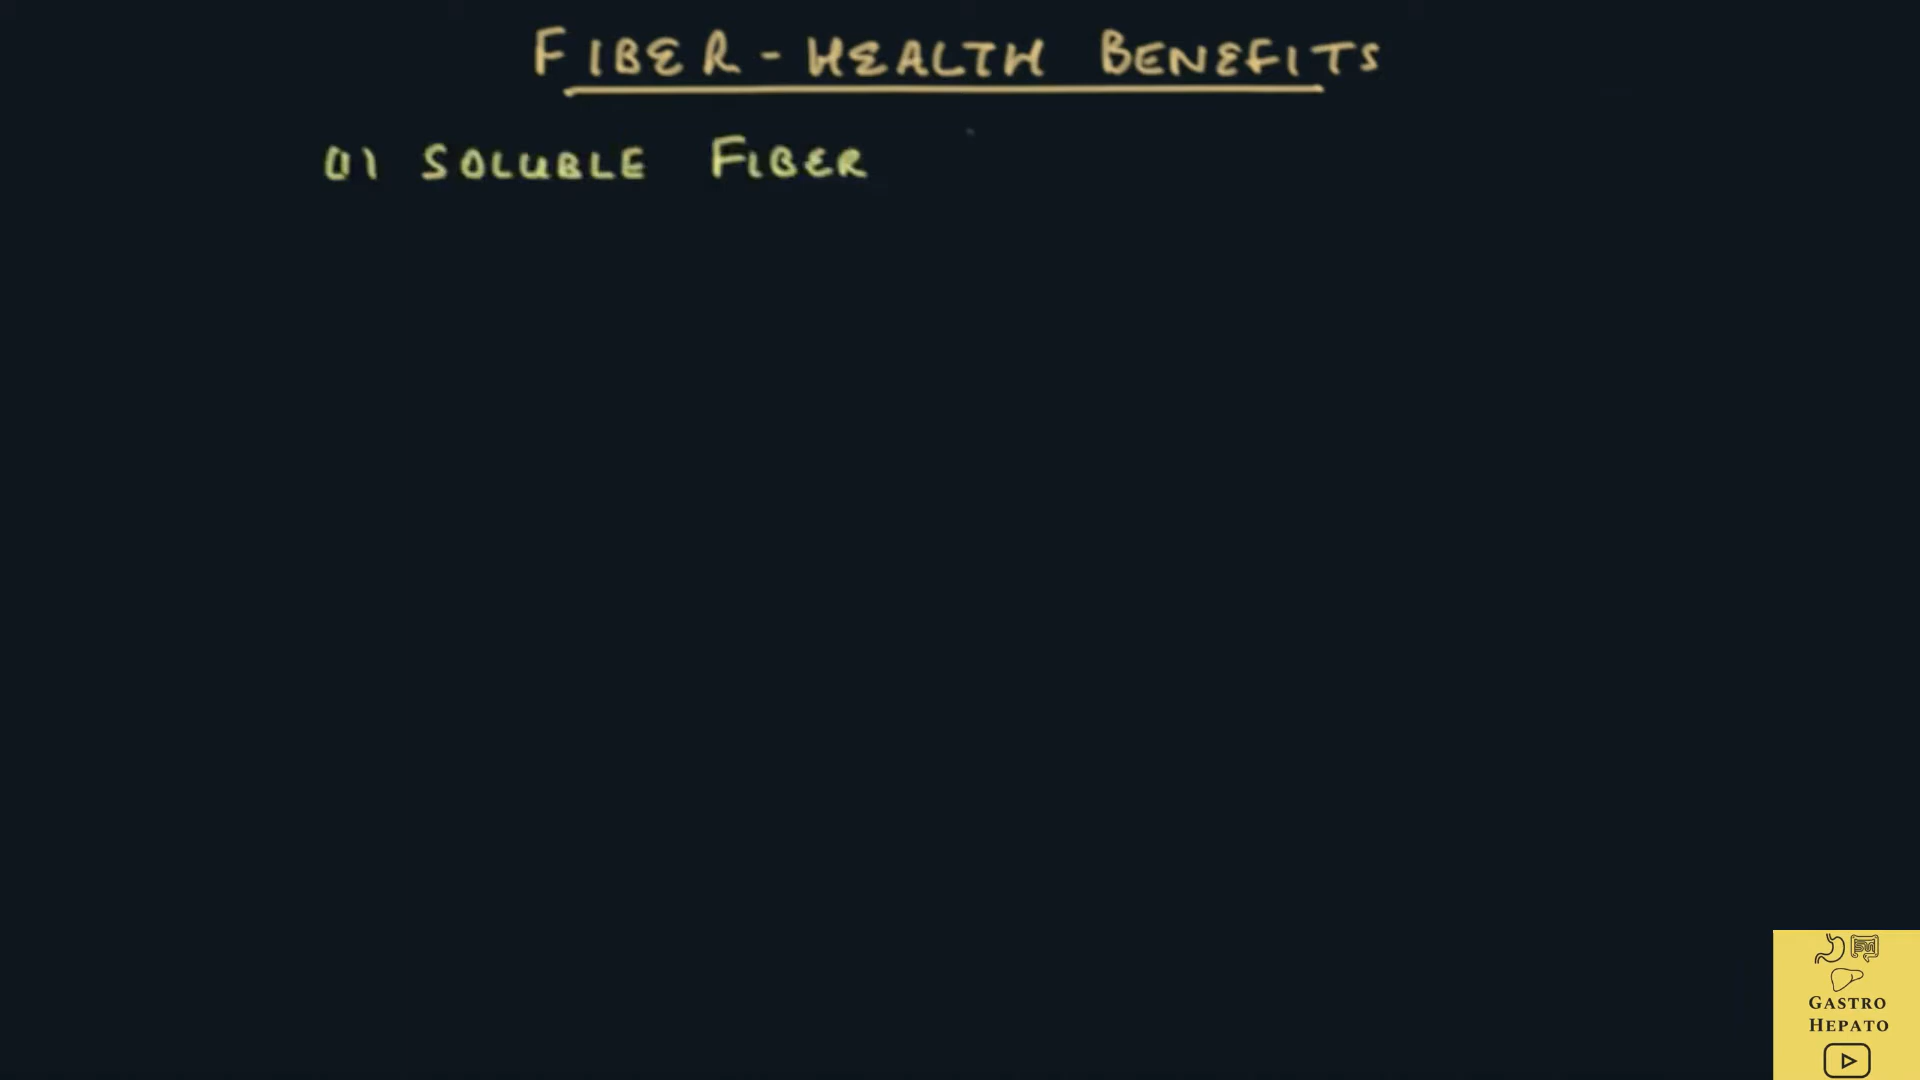 FIBER - HEALTH BENEFITS
01 SOLUBLE FIBER
GASTRO
HEPATO